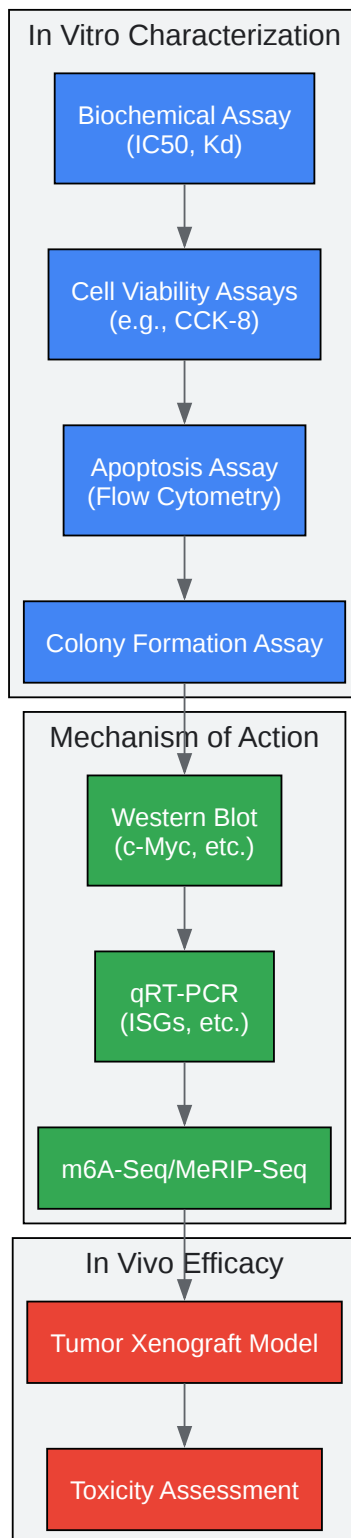 In Vitro Characterization
Biochemical Assay
(IC50, Kd)
Cell Viability Assays
(e.g., CCK-8)
Apoptosis Assay
(Flow Cytometry)
Colony Formation Assay
Mechanism of Action
Western Blot
(c-Myc, etc.)
qRT-PCR
(ISGs, etc.)
m6A-Seq/MeRIP-Seq
In Vivo Efficacy
Tumor Xenograft Model
Toxicity Assessment